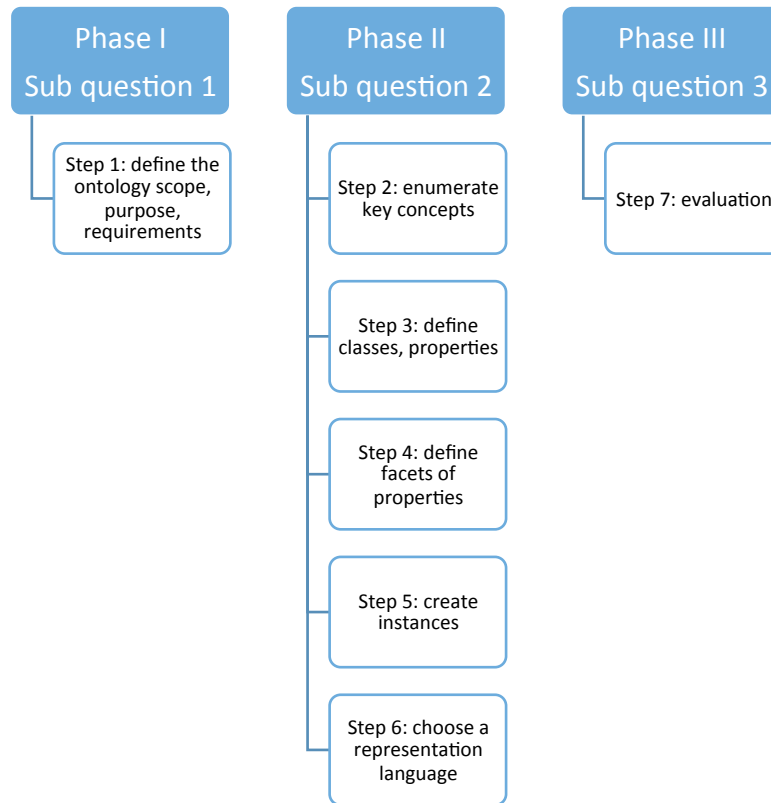 Phase I
Sub question 1
Step 1: define the
ontology scope,
purpose,
requirements
Phase II
Sub question 2
Step 2: enumerate
key concepts
Step 3: define
classes, properties
Step 4: define
facets of
properties
Step 5: create
instances
Step 6: choose a
representation
language
Phase III
Sub question 3
Step 7: evaluation